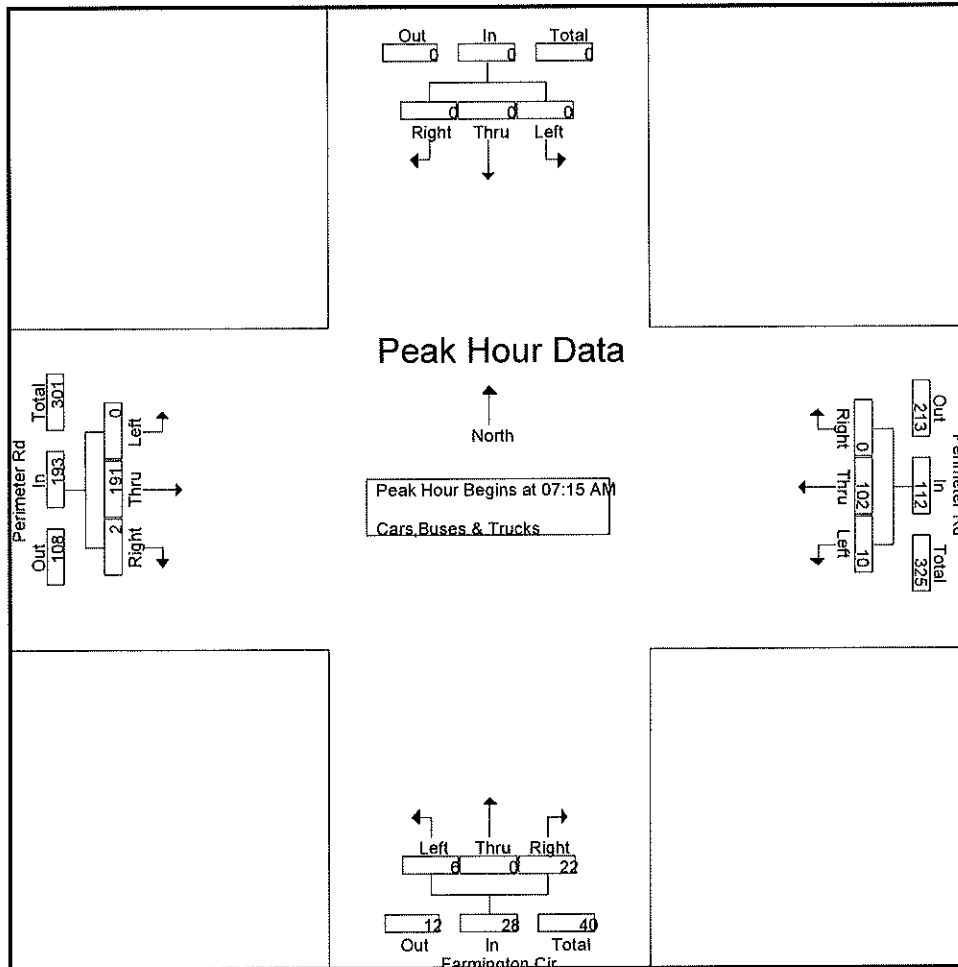 Out In Total
0 0 0
0 0 0
Right Thru Left
Peak Hour Data
North
Peak Hour Begins at 07:15 AM
Cars,Buses & Trucks
Perimeter Rd
Out In Total
108 193 301
0 191 2
Left Thru Right
Perimeter Rd
Out In Total
213 112 325
0 102 10
Right Thru Left
Left Thru Right
6 0 22
12 28 40
Out In Total
Farmington Cir